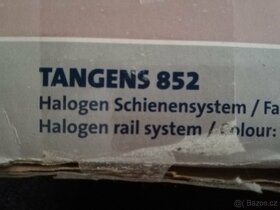 TANGENS 852
Halogen Schienensystem / Fa
Halogen rail system / Colour:
Bazos.cz